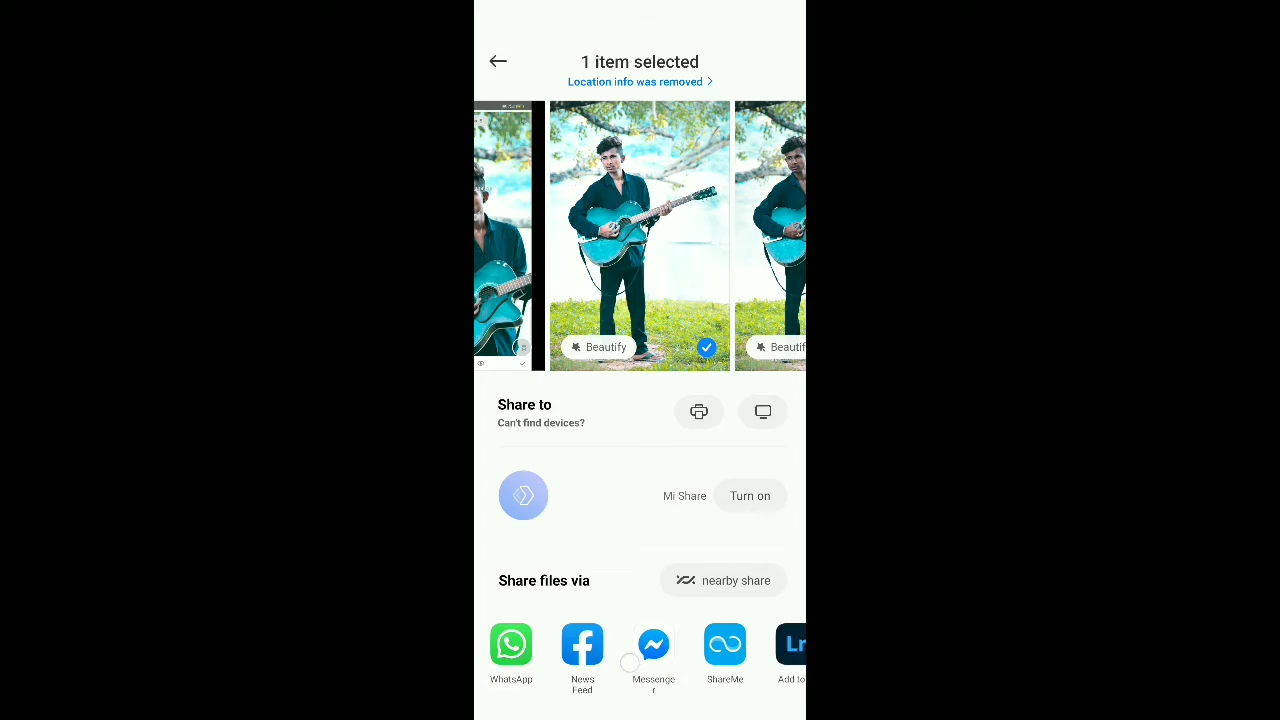 1 item selected
Location info was removed
Beautify
Beautif
Share to
Can't find devices?
Mi Share
Turn on
Share files via
nearby share
Lr
WhatsApp
News
Feed
Messenge
r
ShareMe
Add to